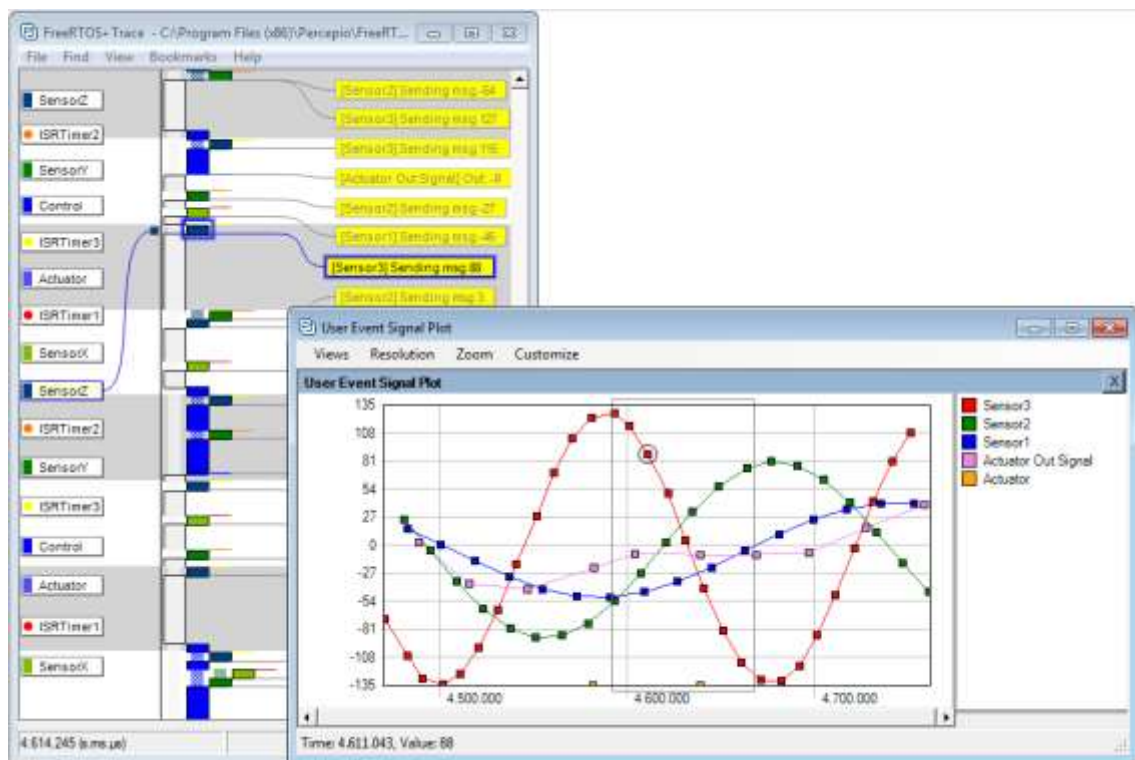 FreeRTOS+ Trace - C:\Program Files (x86)\Percepio\FreeRT...
File Find View Bookmarks Help
SensorZ
ISRTimer2
SensorY
Control
ISRTimer3
Actuator
ISRTimer1
SensorX
SensorZ
ISRTimer2
SensorY
ISRTimer3
Control
Actuator
ISRTimer1
SensorX
[Sensor2] Sending msg -54
[Sensor3] Sending msg 127
[Sensor3] Sending msg 115
[Actuator Out Signal] Out: -8
[Sensor2] Sending msg -27
[Sensor1] Sending msg -45
[Sensor3] Sending msg 88
[Sensor2] Sending msg 3
4.614.245 (s.ms.µs)
User Event Signal Plot
Views Resolution Zoom Customize
User Event Signal Plot
135
108
81
54
27
0
-27
-54
-81
-108
-135
4.500.000 4.600.000 4.700.000
Sensor3
Sensor2
Sensor1
Actuator Out Signal
Actuator
Time: 4.611.043, Value: 88